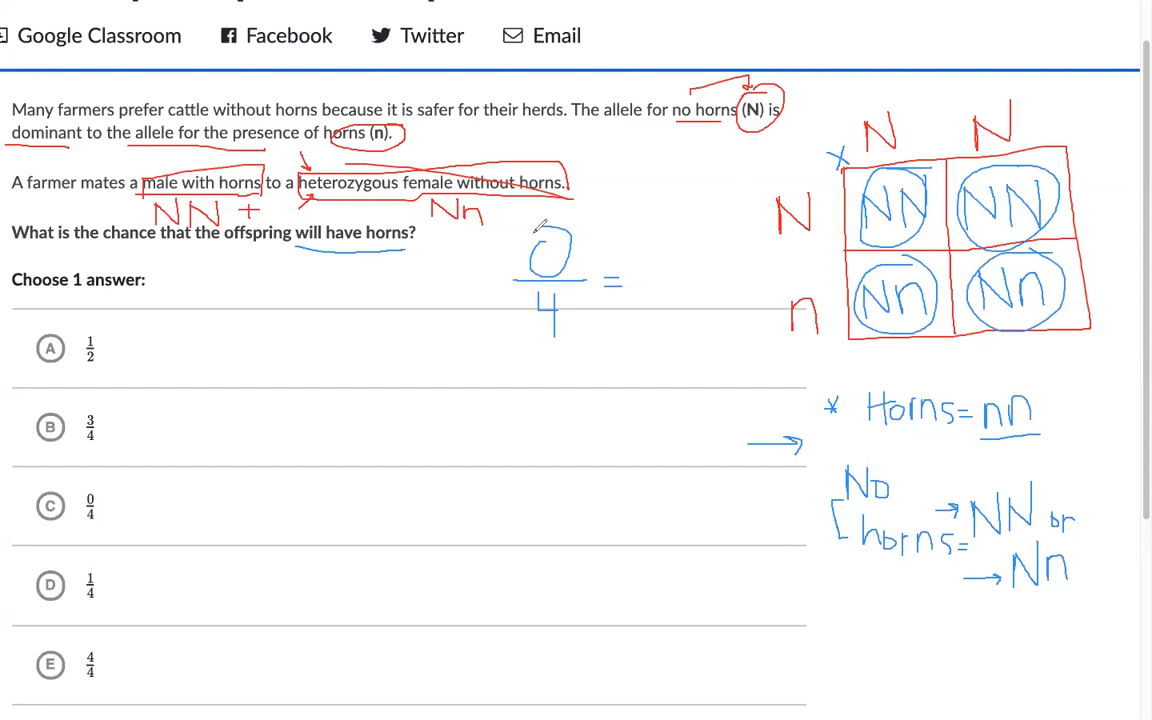 Google Classroom Facebook Twitter Email
Many farmers prefer cattle without horns because it is safer for their herds. The allele for no horns (N) is
dominant to the allele for the presence of horns (n).
A farmer mates a male with horns to a heterozygous female without horns.
NN + Nn
What is the chance that the offspring will have horns?
0
4 =
Choose 1 answer:
A 1/2
B 3/4
C 0/4
D 1/4
E 4/4
N N
x
N NN NN
n Nn Nn
* Horns = nn
→
No
horns = → NN or
→ Nn